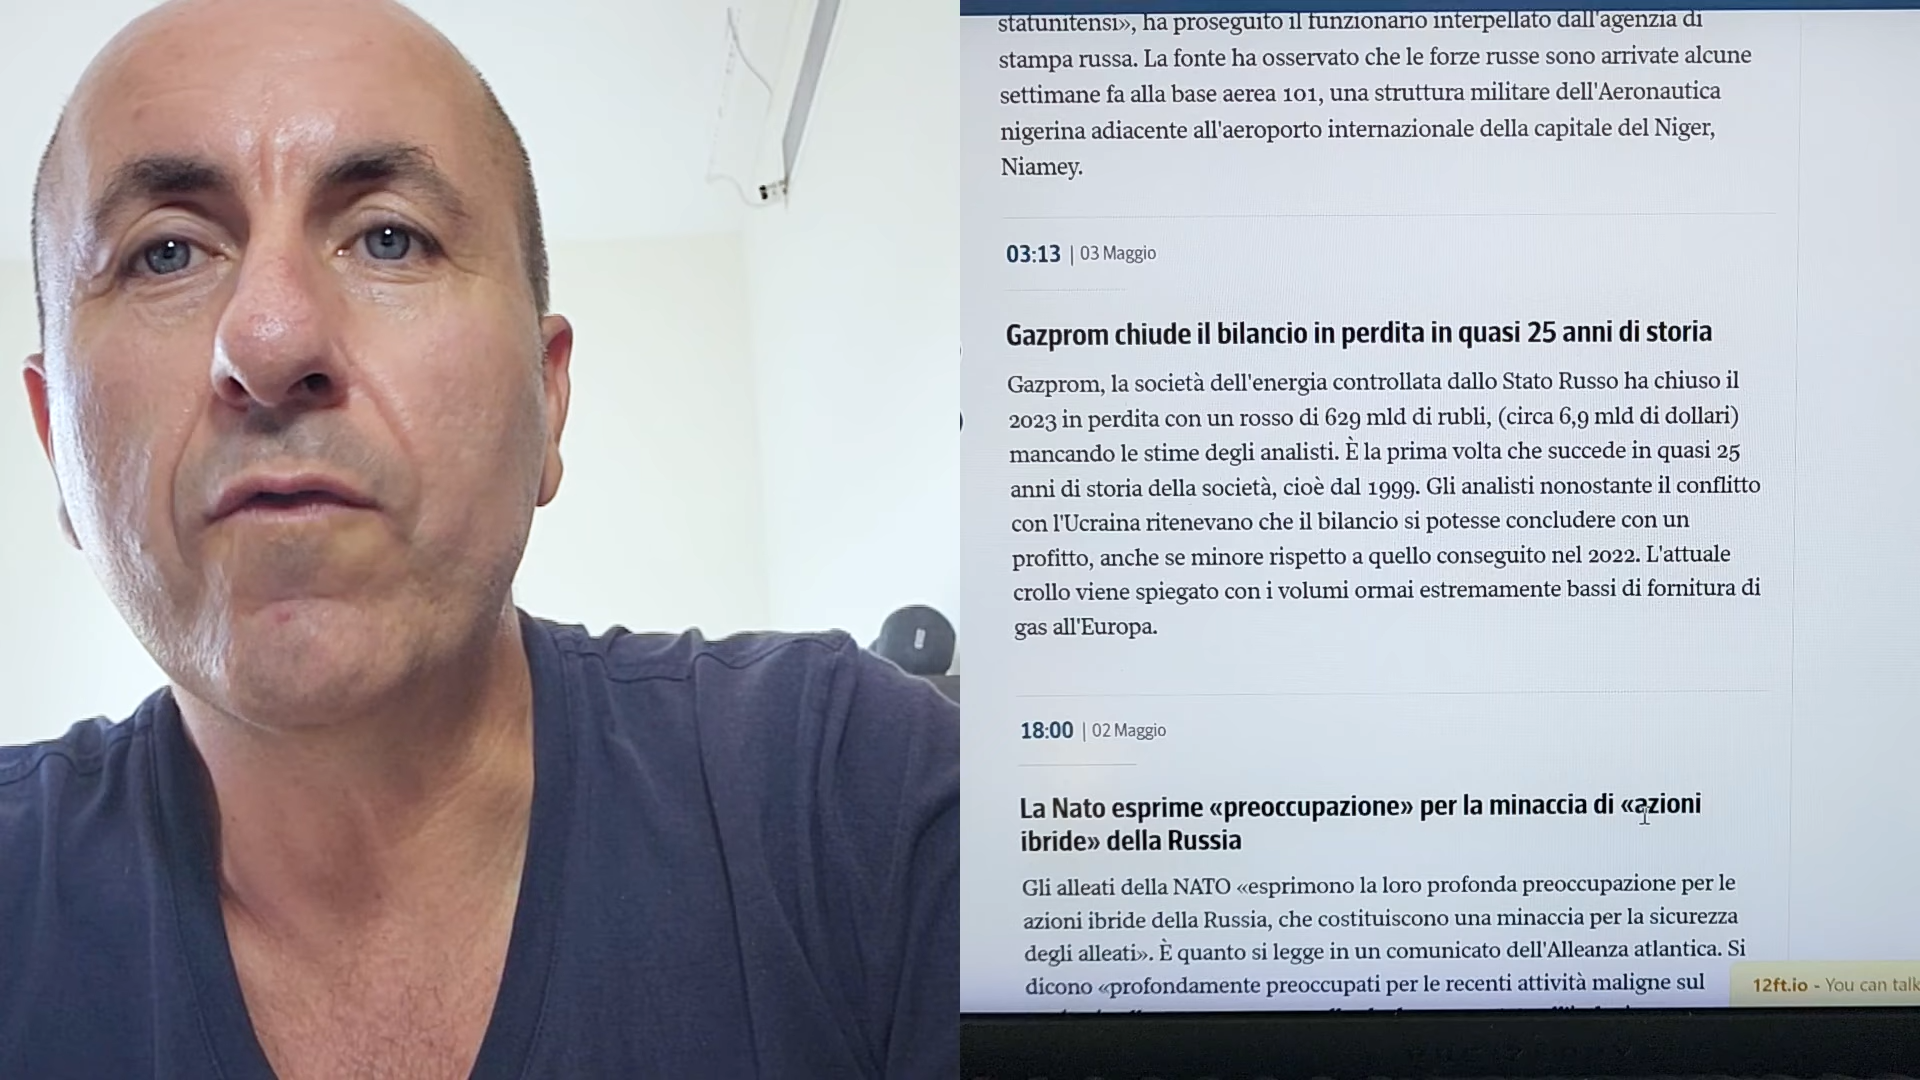 statunitensi», ha proseguito il funzionario interpellato dall'agenzia di
stampa russa. La fonte ha osservato che le forze russe sono arrivate alcune
settimane fa alla base aerea 101, una struttura militare dell'Aeronautica
nigerina adiacente all'aeroporto internazionale della capitale del Niger,
Niamey.
03:13 | 03 Maggio
Gazprom chiude il bilancio in perdita in quasi 25 anni di storia
Gazprom, la società dell'energia controllata dallo Stato Russo ha chiuso il
2023 in perdita con un rosso di 629 mld di rubli, (circa 6,9 mld di dollari)
mancando le stime degli analisti. È la prima volta che succede in quasi 25
anni di storia della società, cioè dal 1999. Gli analisti nonostante il conflitto
con l'Ucraina ritenevano che il bilancio si potesse concludere con un
profitto, anche se minore rispetto a quello conseguito nel 2022. L'attuale
crollo viene spiegato con i volumi ormai estremamente bassi di fornitura di
gas all'Europa.
18:00 | 02 Maggio
La Nato esprime «preoccupazione» per la minaccia di «azioni
ibride» della Russia
Gli alleati della NATO «esprimono la loro profonda preoccupazione per le
azioni ibride della Russia, che costituiscono una minaccia per la sicurezza
degli alleati». È quanto si legge in un comunicato dell'Alleanza atlantica. Si
dicono «profondamente preoccupati per le recenti attività maligne sul
12ft.io - You can talk